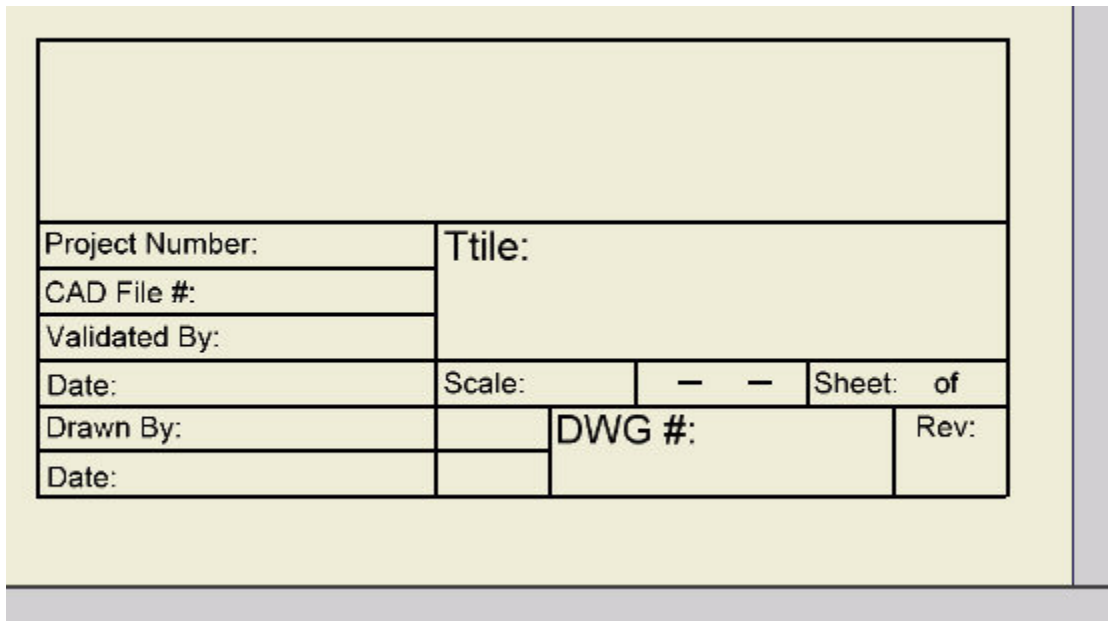 Project Number:
Ttile:
CAD File #:
Validated By:
Date:
Scale:
– –
Sheet: of
Drawn By:
DWG #:
Rev:
Date: